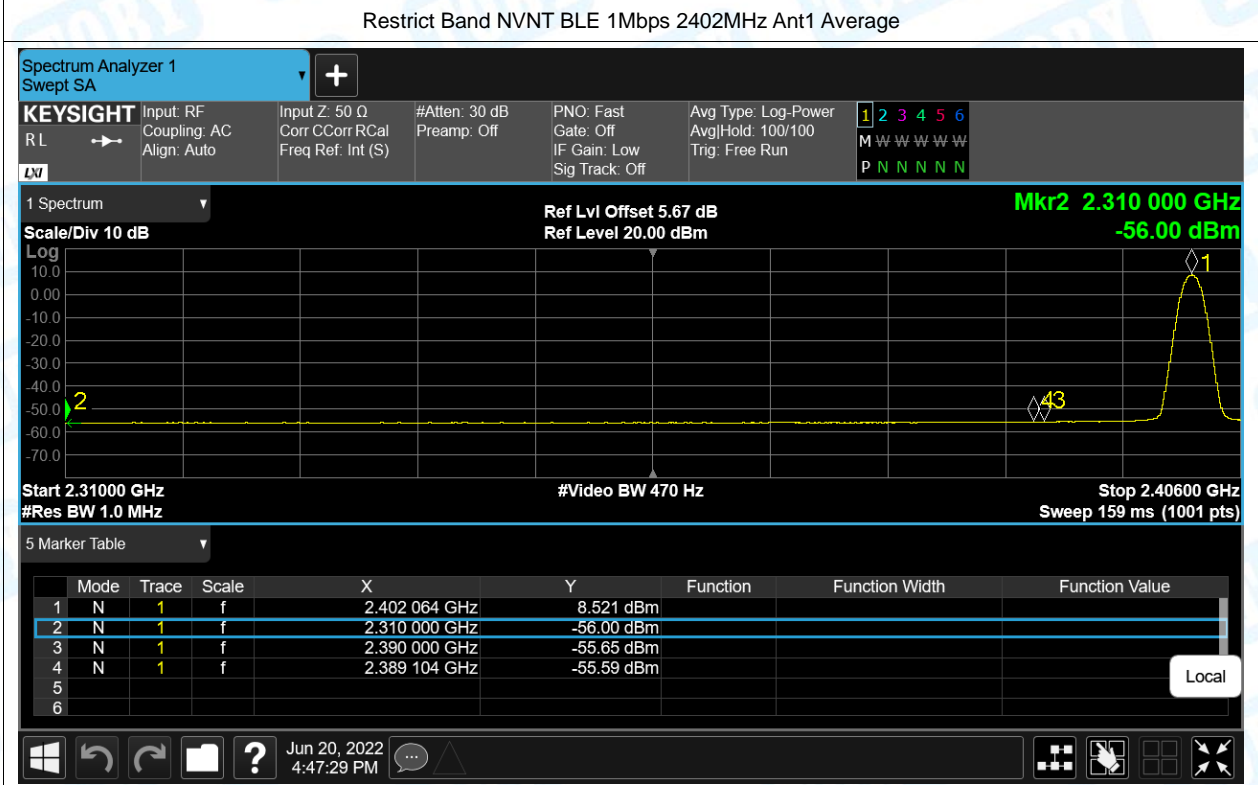 Restrict Band NVNT BLE 1Mbps 2402MHz Ant1 Average
Spectrum Analyzer 1
Swept SA
+
KEYSIGHT Input: RF Input Z: 50 Ω #Atten: 30 dB PNO: Fast Avg Type: Log-Power 1 2 3 4 5 6
R L Coupling: AC Corr CCorr RCal Preamp: Off Gate: Off Avg|Hold: 100/100 M W W W W W
Align: Auto Freq Ref: Int (S) IF Gain: Low Trig: Free Run
LXI Sig Track: Off P N N N N N
1 Spectrum Ref Lvl Offset 5.67 dB Mkr2 2.310 000 GHz
Scale/Div 10 dB Ref Level 20.00 dBm -56.00 dBm
Log
1
10.0
0.00
-10.0
-20.0
-30.0
-40.0
2 43
-50.0
-60.0
-70.0
Start 2.31000 GHz #Video BW 470 Hz Stop 2.40600 GHz
#Res BW 1.0 MHz Sweep 159 ms (1001 pts)
5 Marker Table
Mode Trace Scale X Y Function Function Width Function Value
1 N 1 f 2.402 064 GHz 8.521 dBm
2 N 1 f 2.310 000 GHz -56.00 dBm
3 N 1 f 2.390 000 GHz -55.65 dBm
4 N 1 f 2.389 104 GHz -55.59 dBm
5
6
Local
? Jun 20, 2022
4:47:29 PM